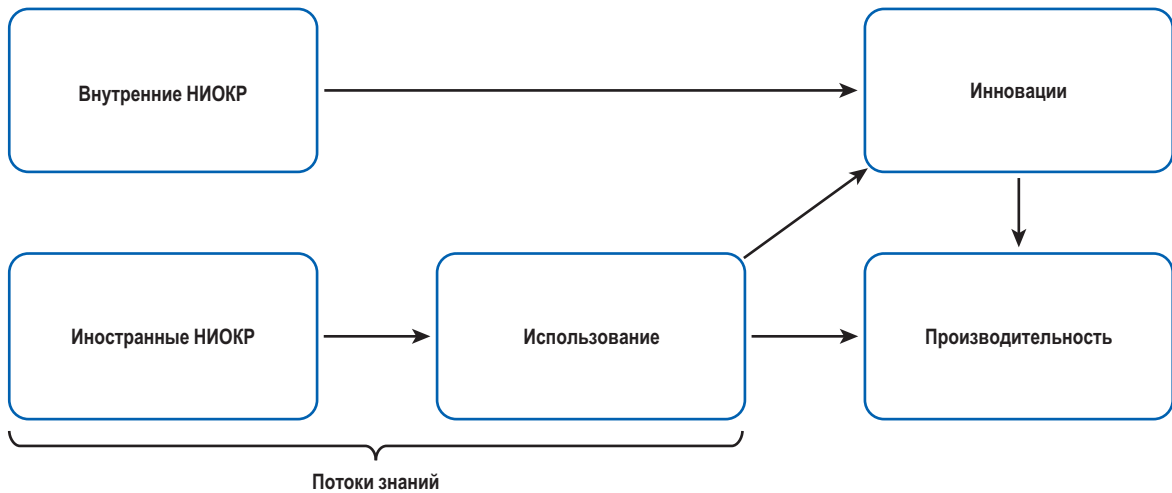 Внутренние НИОКР
Инновации
Иностранные НИОКР
Использование
Производительность
Потоки знаний